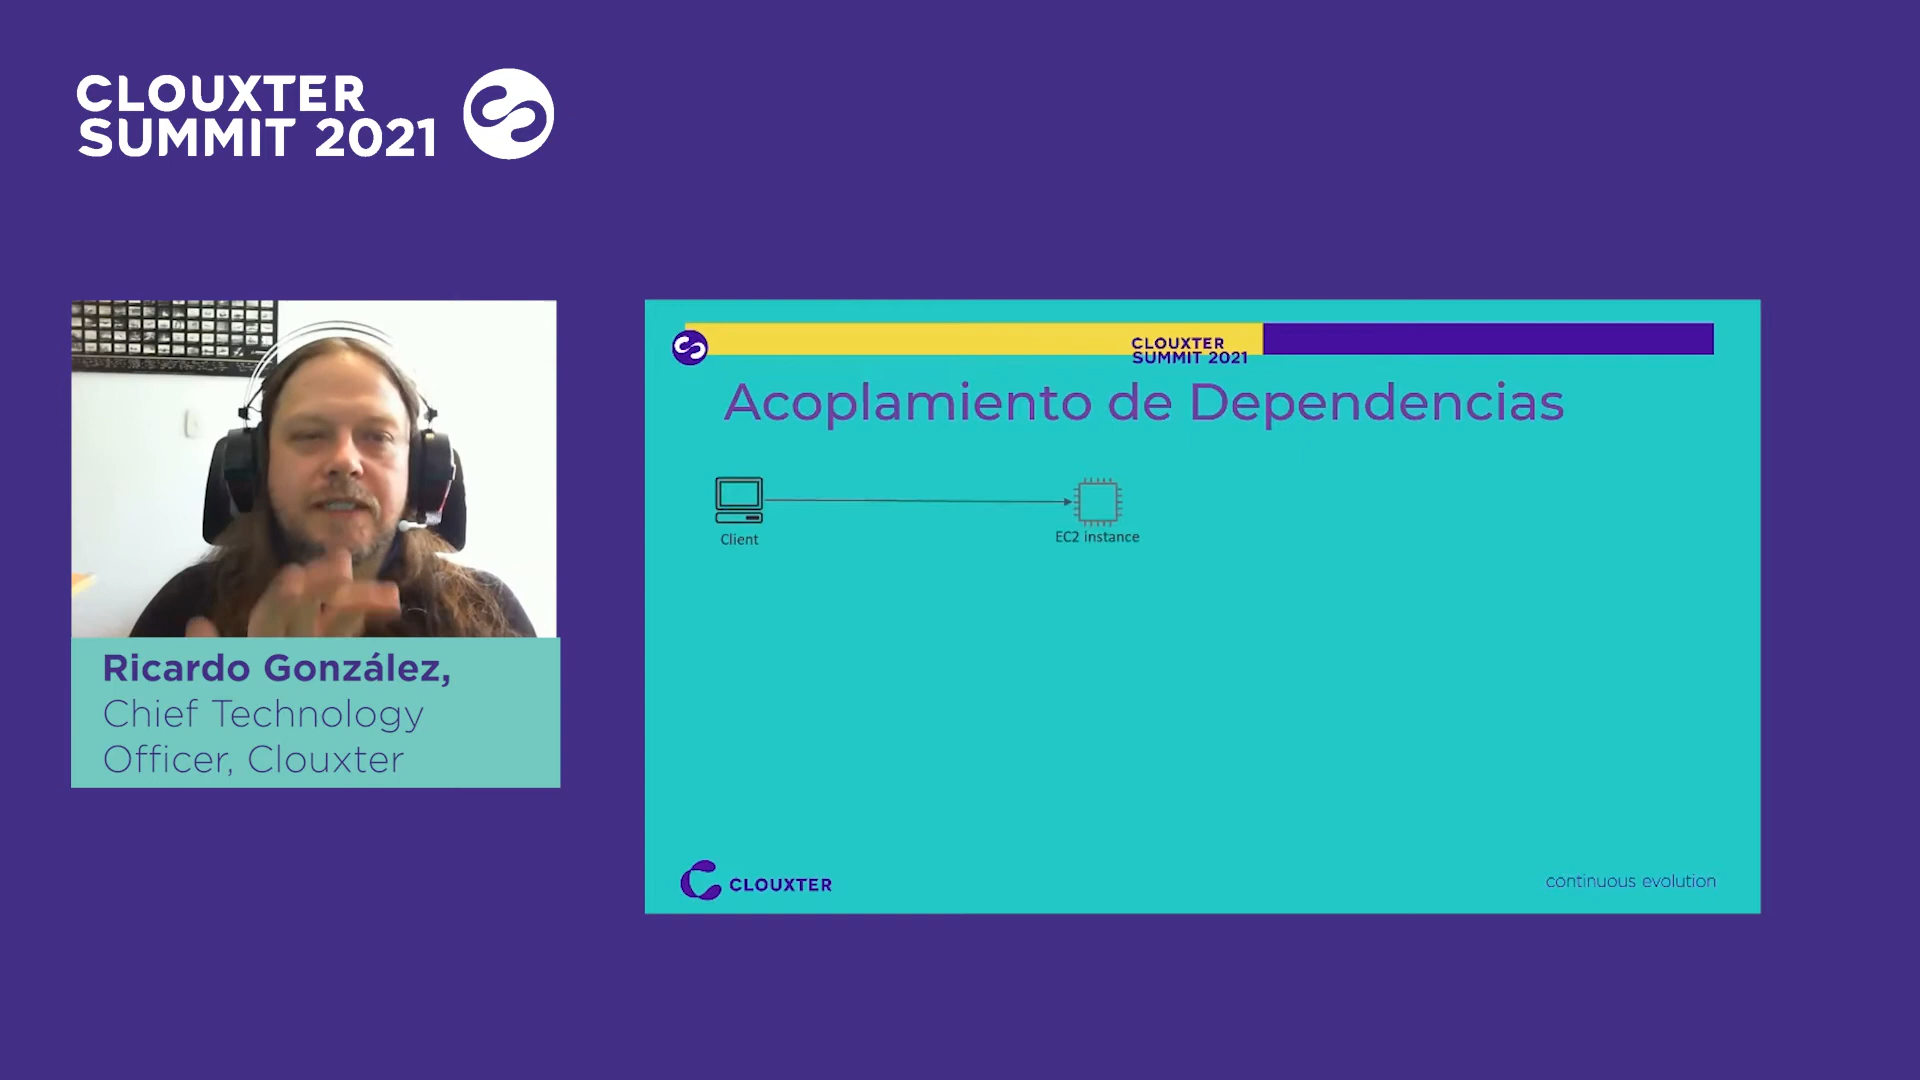 CLOUXTER
SUMMIT 2021
Ricardo González,
Chief Technology
Officer, Clouxter
CLOUXTER
SUMMIT 2021
Acoplamiento de Dependencias
Client
EC2 instance
CLOUXTER
continuous evolution